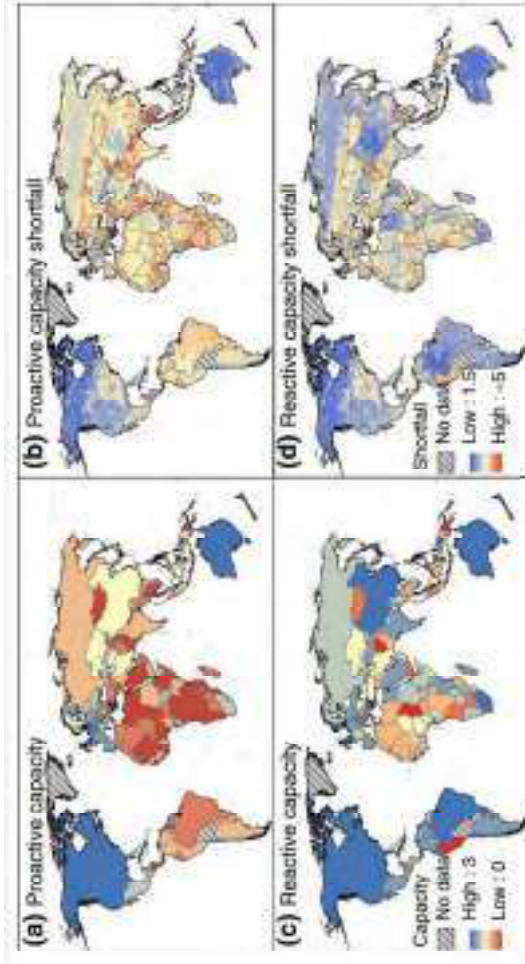 (a) Proactive capacity
(b) Proactive capacity shortfall
(c) Reactive capacity
Capacity
No data
High : 3
Low : 0
(d) Reactive capacity shortfall
Shortfall
No data
Low : 1.5
High : -5